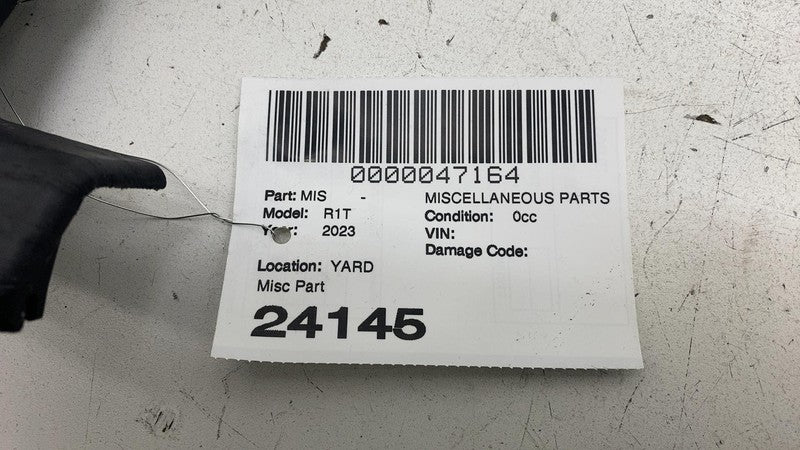 0000047164
Part: MIS - MISCELLANEOUS PARTS
Model: R1T Condition: 0cc
2023 VIN:
Damage Code:
Location: YARD
Misc Part
24145